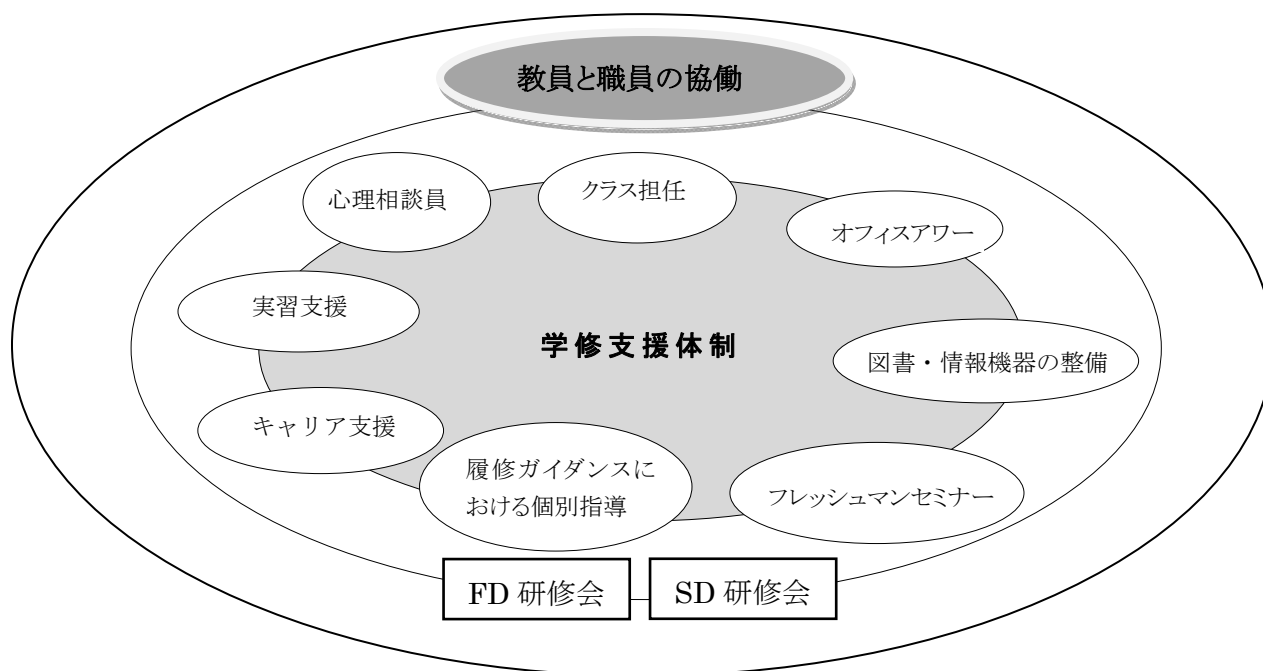 教員と職員の協働
心理相談員
クラス担任
オフィスアワー
実習支援
学修支援体制
図書・情報機器の整備
キャリア支援
履修ガイダンスに
おける個別指導
フレッシュマンセミナー
FD 研修会
SD 研修会